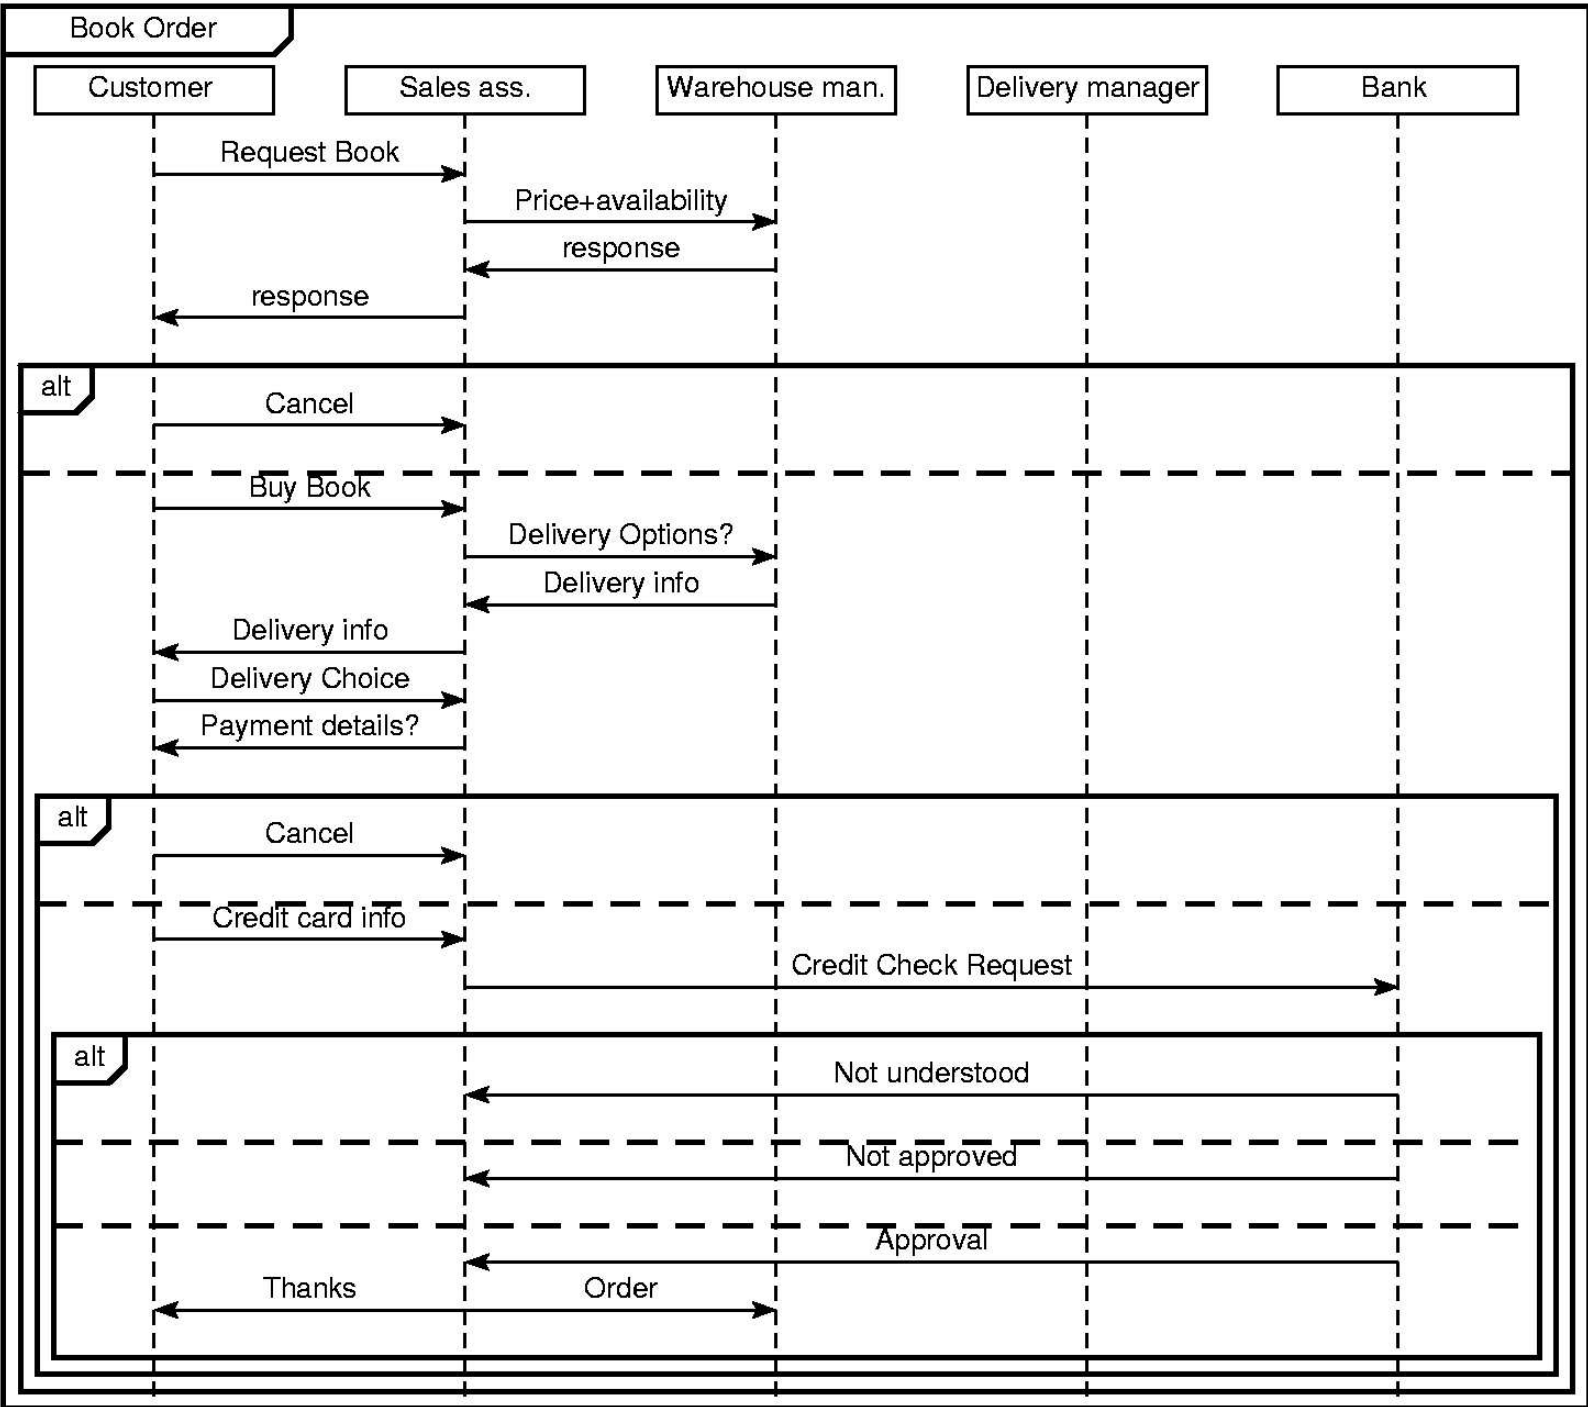 Book Order
Customer
Sales ass.
Warehouse man.
Delivery manager
Bank
Request Book
Price+availability
response
response
alt
Cancel
Buy Book
Delivery Options?
Delivery info
Delivery info
Delivery Choice
Payment details?
alt
Cancel
Credit card info
Credit Check Request
alt
Not understood
Not approved
Approval
Thanks
Order